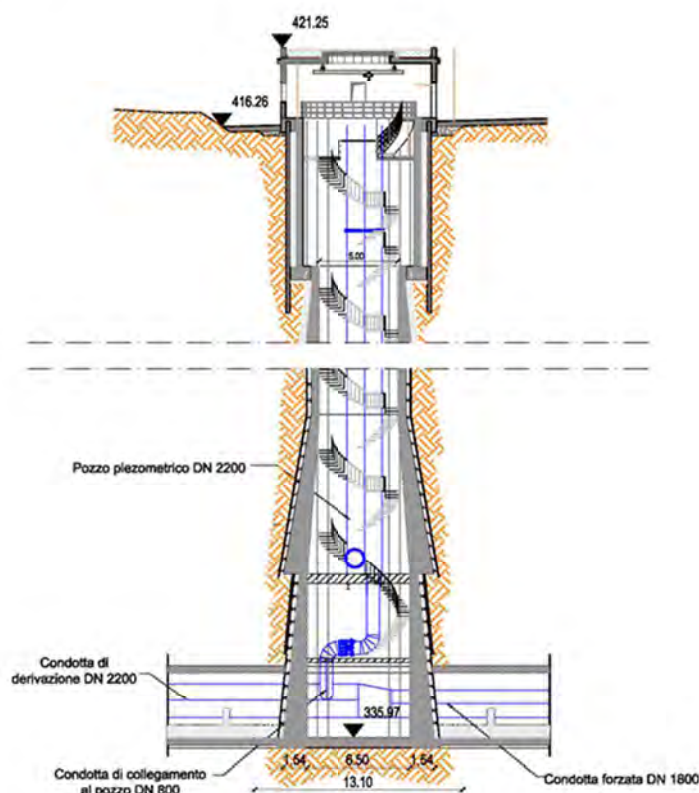 421.25
416.26
5.00
Pozzo piezometrico DN 2200
Condotta di
derivazione DN 2200
335.97
1.54 6.50 1.54
13.10
Condotta di collegamento
al pozzo DN 800
Condotta forzata DN 1800